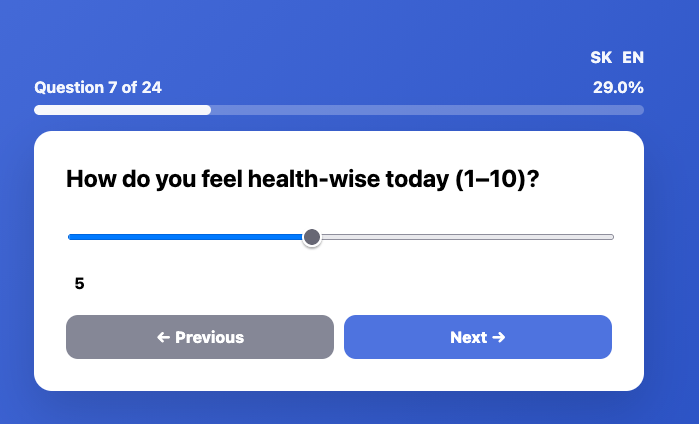 SK EN
Question 7 of 24
29.0%
How do you feel health-wise today (1–10)?
5
← Previous
Next →